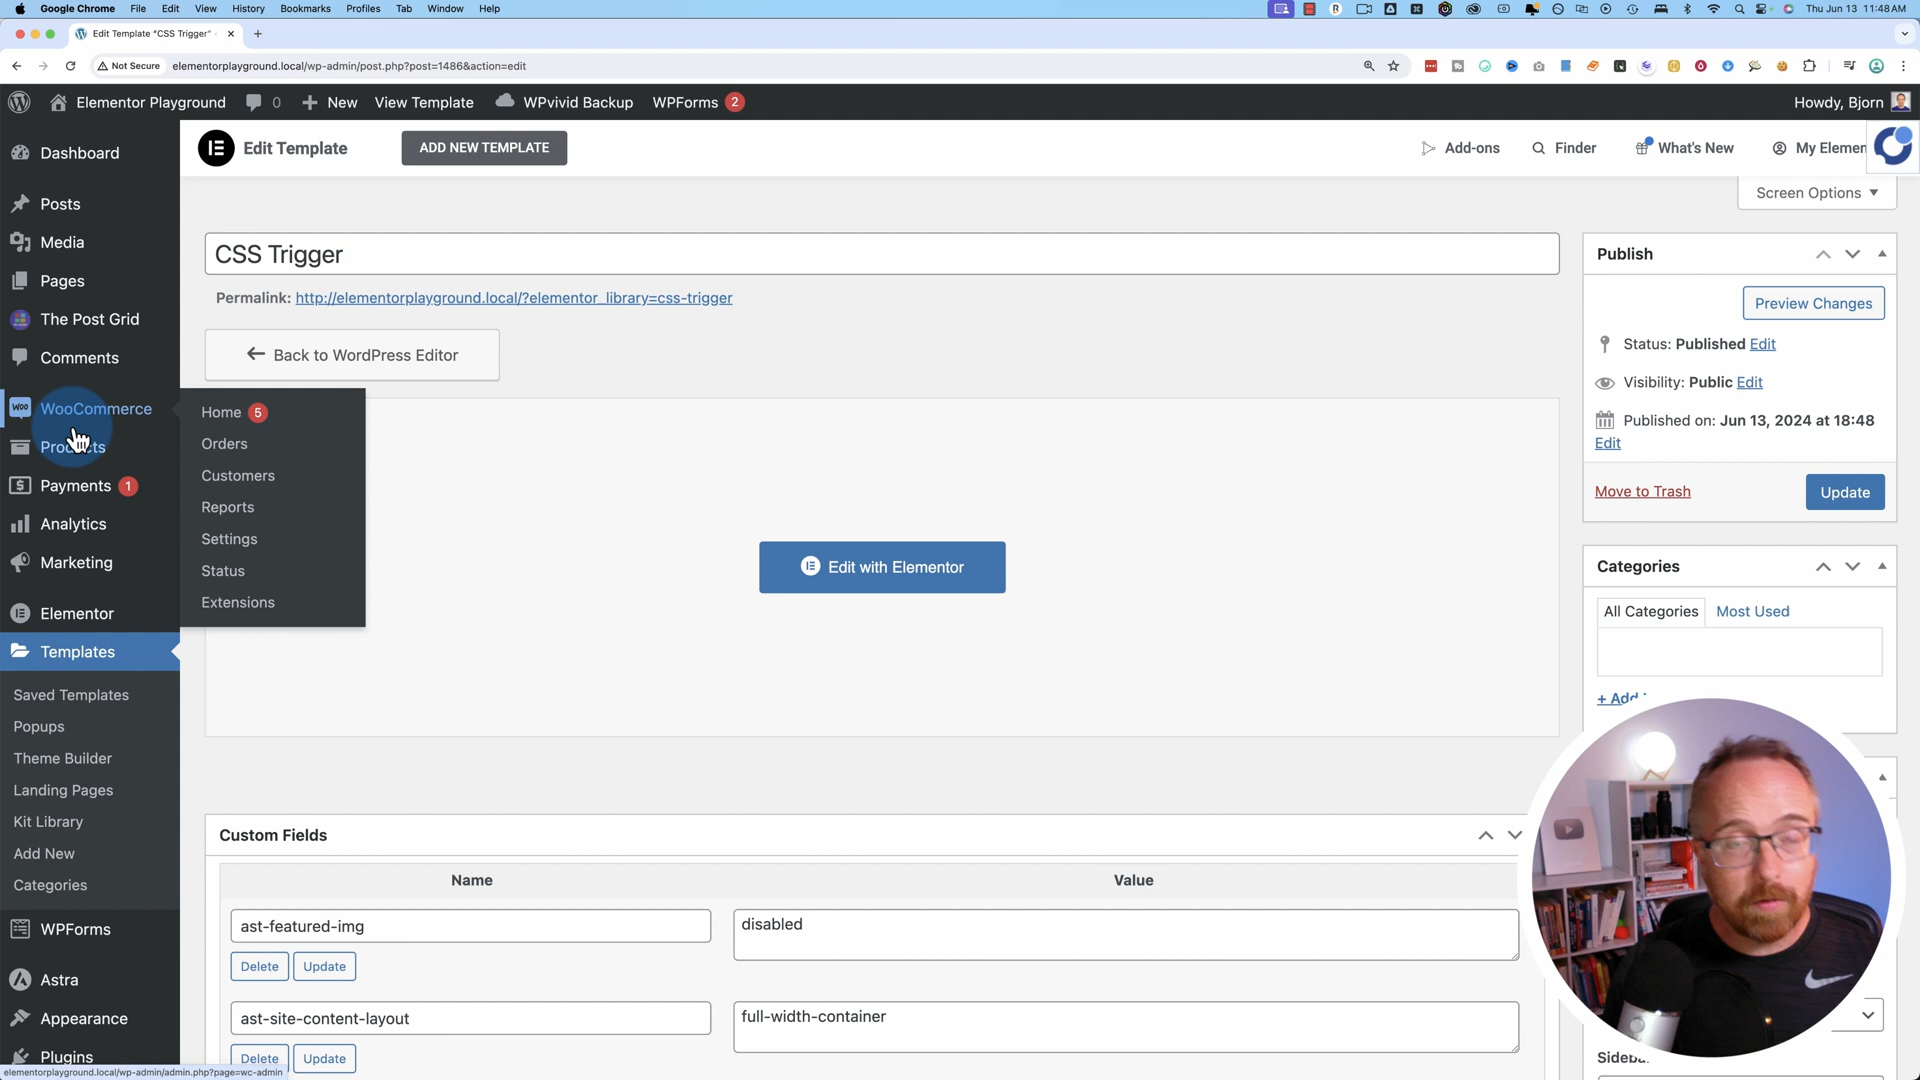 Google Chrome File Edit View History Bookmarks Profiles Tab Window Help Thu Jun 13 11:48 AM
Edit Template "CSS Trigger"
Not Secure elementorplayground.local/wp-admin/post.php?post=1486&action=edit
Elementor Playground 0 New View Template WPvivid Backup WPForms 2 Howdy, Bjorn
Edit Template ADD NEW TEMPLATE Add-ons Finder What's New My Elemen
Screen Options
Dashboard
Posts
Media
Pages
The Post Grid
Comments
WooCommerce
Products
Payments 1
Analytics
Marketing
Elementor
Templates
Saved Templates
Popups
Theme Builder
Landing Pages
Kit Library
Add New
Categories
WPForms
Astra
Appearance
Plugins
elementorplayground.local/wp-admin/admin.php?page=wc-admin
Home 5
Orders
Customers
Reports
Settings
Status
Extensions
CSS Trigger
Permalink: http://elementorplayground.local/?elementor_library=css-trigger
Back to WordPress Editor
Edit with Elementor
Custom Fields
Name Value
ast-featured-img disabled
Delete Update
ast-site-content-layout full-width-container
Delete Update
Publish
Preview Changes
Status: Published Edit
Visibility: Public Edit
Published on: Jun 13, 2024 at 18:48
Edit
Move to Trash Update
Categories
All Categories Most Used
+ Add